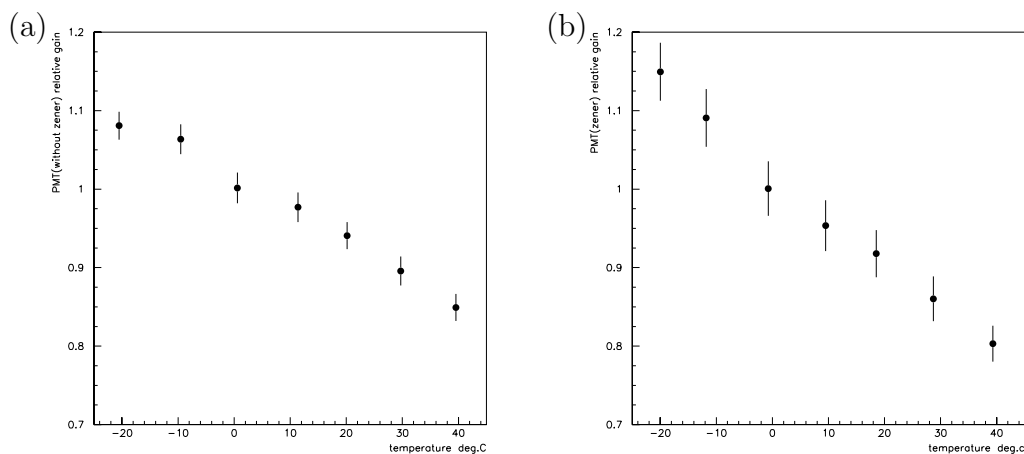 (a)
PMT(without zener) relative gain
1.2
1.1
1
0.9
0.8
0.7
−20 −10 0 10 20 30 40
temperature deg.C
(b)
PMT(zener) relative gain
1.2
1.1
1
0.9
0.8
0.7
−20 −10 0 10 20 30 40
temperature deg.c